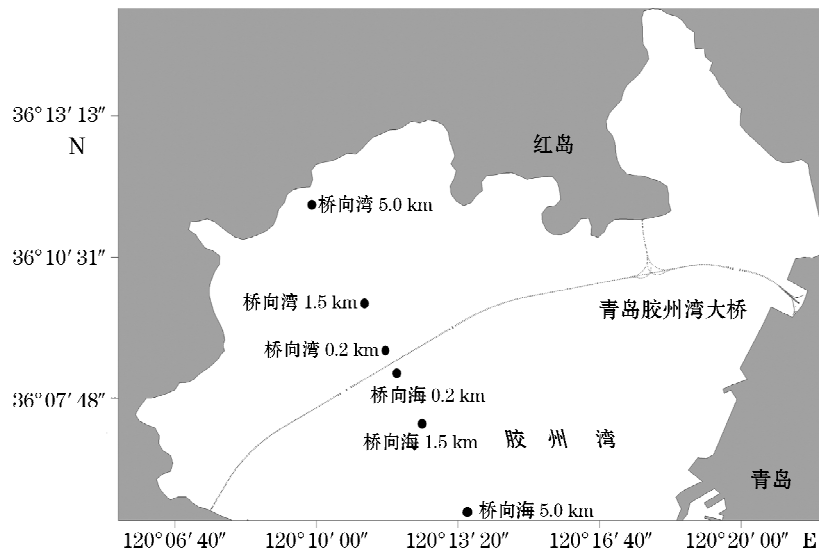 36°13′13″
N
红岛
桥向湾 5.0 km
36°10′31″
桥向湾 1.5 km
青岛胶州湾大桥
桥向湾 0.2 km
36°07′48″
桥向海 0.2 km
桥向海 1.5 km
胶 州 湾
青岛
桥向海 5.0 km
120°06′40″ 120°10′00″ 120°13′20″ 120°16′40″ 120°20′00″ E